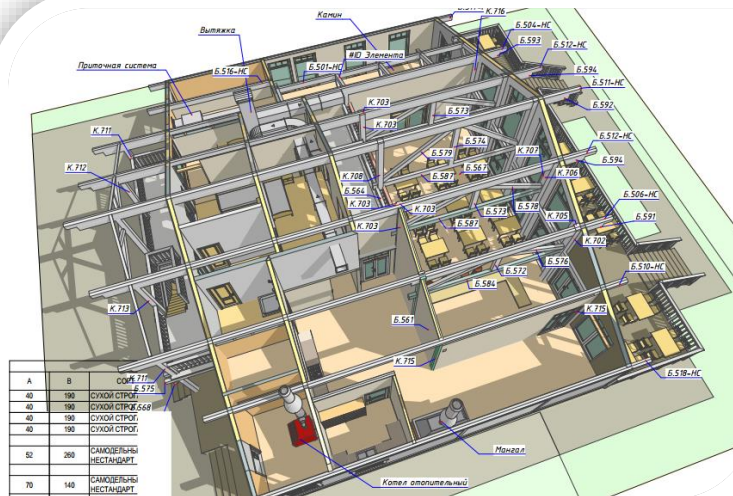 К.716
Камин
Б.504-НС
Б.593
Вытяжка
Б.512-НС
#ID Элемента
Приточная система
Б.501-НС
Б.516-НС
Б.594
Б.511-НС
К.703
Б.573
Б.592
К.703
К.711
Б.512-НС
Б.574
Б.579
К.707
Б.594
К.712
К.708
Б.567
К.706
Б.587
Б.564
Б.506-НС
К.703
К.703
Б.573
Б.578
Б.591
К.703
Б.587
К.705
К.702
Б.576
Б.572
Б.510-НС
Б.584
К.713
Б.561
К.715
К.715
К.711
Б.575
Б.568
Б.518-НС
А В СОРТ
40 190 СУХОЙ СТРОГ
40 190 СУХОЙ СТРОГ
40 190 СУХОЙ СТРОГ
40 190 СУХОЙ СТРОГ
52 260 САМОДЕЛЬНЫ
НЕСТАНДАРТ
70 140 САМОДЕЛЬНЫ
НЕСТАНДАРТ
Мангал
Котел отопительный